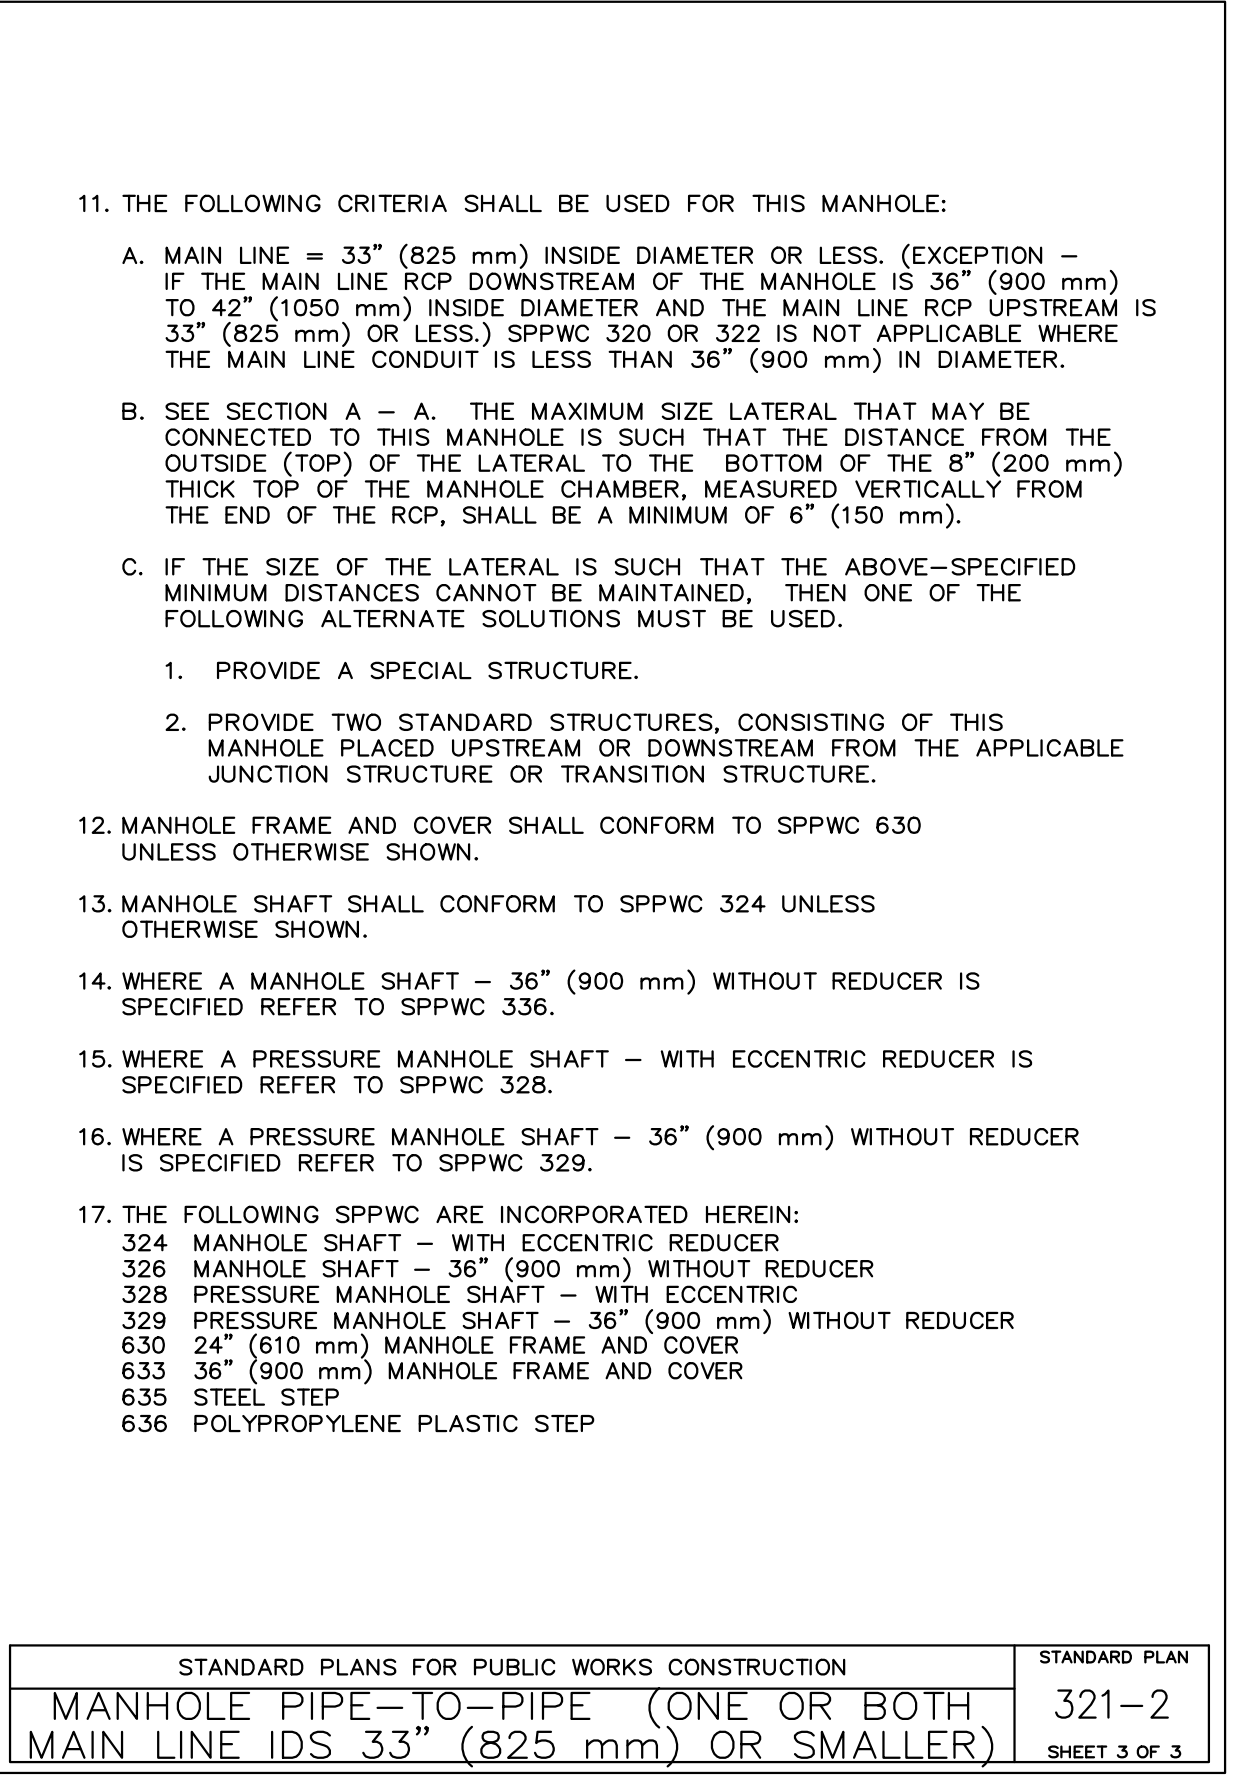 11. THE FOLLOWING CRITERIA SHALL BE USED FOR THIS MANHOLE:
A. MAIN LINE = 33" (825 mm) INSIDE DIAMETER OR LESS. (EXCEPTION –
IF THE MAIN LINE RCP DOWNSTREAM OF THE MANHOLE IS 36" (900 mm)
TO 42" (1050 mm) INSIDE DIAMETER AND THE MAIN LINE RCP UPSTREAM IS
33" (825 mm) OR LESS.) SPPWC 320 OR 322 IS NOT APPLICABLE WHERE
THE MAIN LINE CONDUIT IS LESS THAN 36" (900 mm) IN DIAMETER.
B. SEE SECTION A – A. THE MAXIMUM SIZE LATERAL THAT MAY BE
CONNECTED TO THIS MANHOLE IS SUCH THAT THE DISTANCE FROM THE
OUTSIDE (TOP) OF THE LATERAL TO THE BOTTOM OF THE 8" (200 mm)
THICK TOP OF THE MANHOLE CHAMBER, MEASURED VERTICALLY FROM
THE END OF THE RCP, SHALL BE A MINIMUM OF 6" (150 mm).
C. IF THE SIZE OF THE LATERAL IS SUCH THAT THE ABOVE–SPECIFIED
MINIMUM DISTANCES CANNOT BE MAINTAINED, THEN ONE OF THE
FOLLOWING ALTERNATE SOLUTIONS MUST BE USED.
1. PROVIDE A SPECIAL STRUCTURE.
2. PROVIDE TWO STANDARD STRUCTURES, CONSISTING OF THIS
MANHOLE PLACED UPSTREAM OR DOWNSTREAM FROM THE APPLICABLE
JUNCTION STRUCTURE OR TRANSITION STRUCTURE.
12. MANHOLE FRAME AND COVER SHALL CONFORM TO SPPWC 630
UNLESS OTHERWISE SHOWN.
13. MANHOLE SHAFT SHALL CONFORM TO SPPWC 324 UNLESS
OTHERWISE SHOWN.
14. WHERE A MANHOLE SHAFT – 36" (900 mm) WITHOUT REDUCER IS
SPECIFIED REFER TO SPPWC 336.
15. WHERE A PRESSURE MANHOLE SHAFT – WITH ECCENTRIC REDUCER IS
SPECIFIED REFER TO SPPWC 328.
16. WHERE A PRESSURE MANHOLE SHAFT – 36" (900 mm) WITHOUT REDUCER
IS SPECIFIED REFER TO SPPWC 329.
17. THE FOLLOWING SPPWC ARE INCORPORATED HEREIN:
324 MANHOLE SHAFT – WITH ECCENTRIC REDUCER
326 MANHOLE SHAFT – 36" (900 mm) WITHOUT REDUCER
328 PRESSURE MANHOLE SHAFT – WITH ECCENTRIC
329 PRESSURE MANHOLE SHAFT – 36" (900 mm) WITHOUT REDUCER
630 24" (610 mm) MANHOLE FRAME AND COVER
633 36" (900 mm) MANHOLE FRAME AND COVER
635 STEEL STEP
636 POLYPROPYLENE PLASTIC STEP
STANDARD PLANS FOR PUBLIC WORKS CONSTRUCTION
MANHOLE PIPE–TO–PIPE (ONE OR BOTH
MAIN LINE IDS 33" (825 mm) OR SMALLER)
STANDARD PLAN
321–2
SHEET 3 OF 3